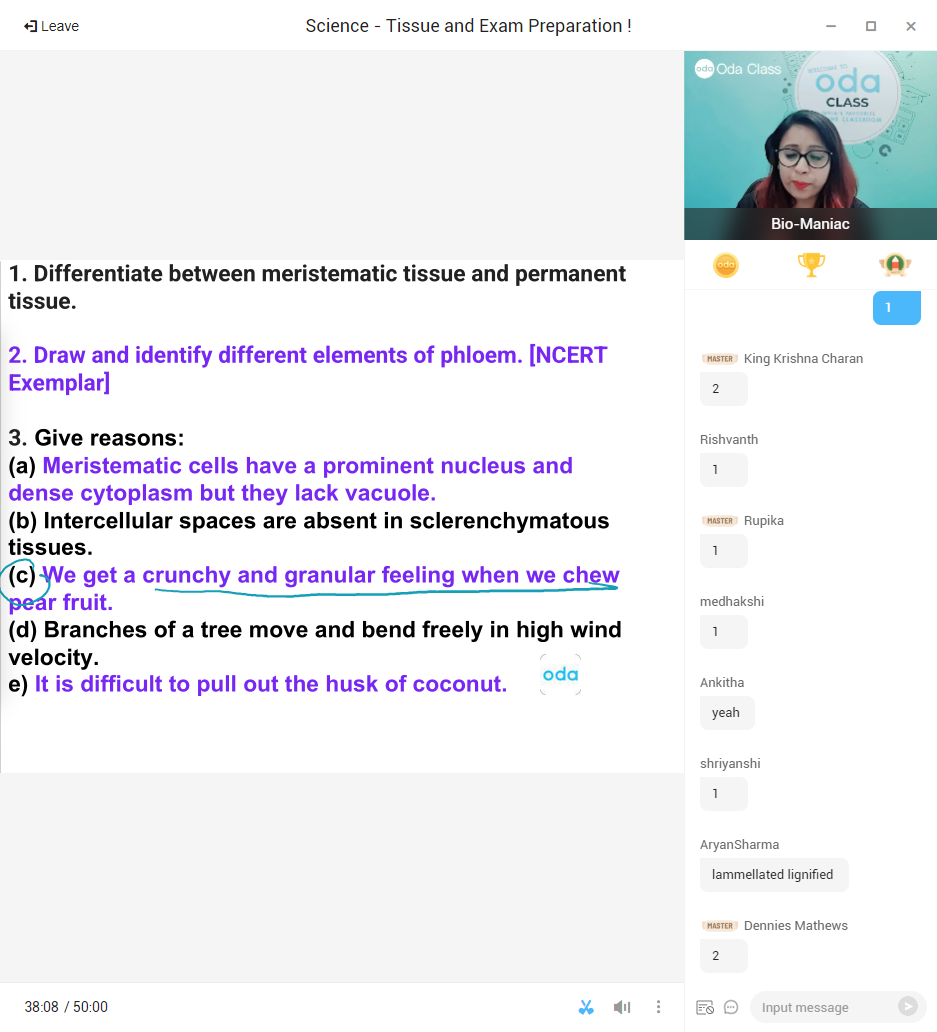 Leave
Science - Tissue and Exam Preparation !
oda Oda Class
WELCOME TO
oda
CLASS
Bio-Maniac
oda
1. Differentiate between meristematic tissue and permanent
tissue.
2. Draw and identify different elements of phloem. [NCERT
Exemplar]
3. Give reasons:
(a) Meristematic cells have a prominent nucleus and
dense cytoplasm but they lack vacuole.
(b) Intercellular spaces are absent in sclerenchymatous
tissues.
(c) We get a crunchy and granular feeling when we chew
pear fruit.
(d) Branches of a tree move and bend freely in high wind
velocity.
e) It is difficult to pull out the husk of coconut.
oda
1
MASTER King Krishna Charan
2
Rishvanth
1
MASTER Rupika
1
medhakshi
1
Ankitha
yeah
shriyanshi
1
AryanSharma
lammellated lignified
MASTER Dennies Mathews
2
38:08 / 50:00
Input message